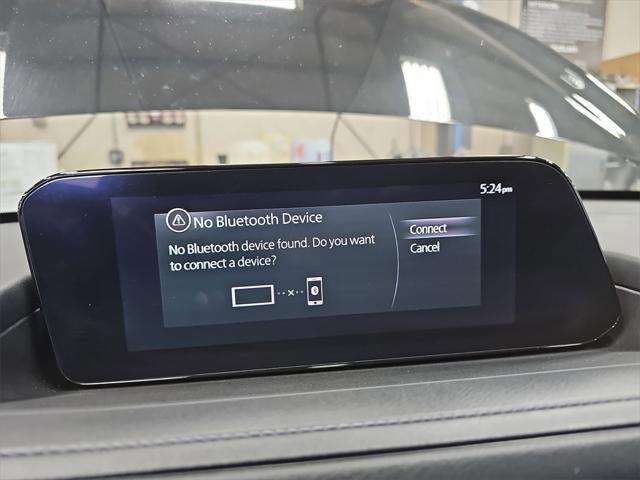 5:24pm
No Bluetooth Device
No Bluetooth device found. Do you want
to connect a device?
Connect
Cancel